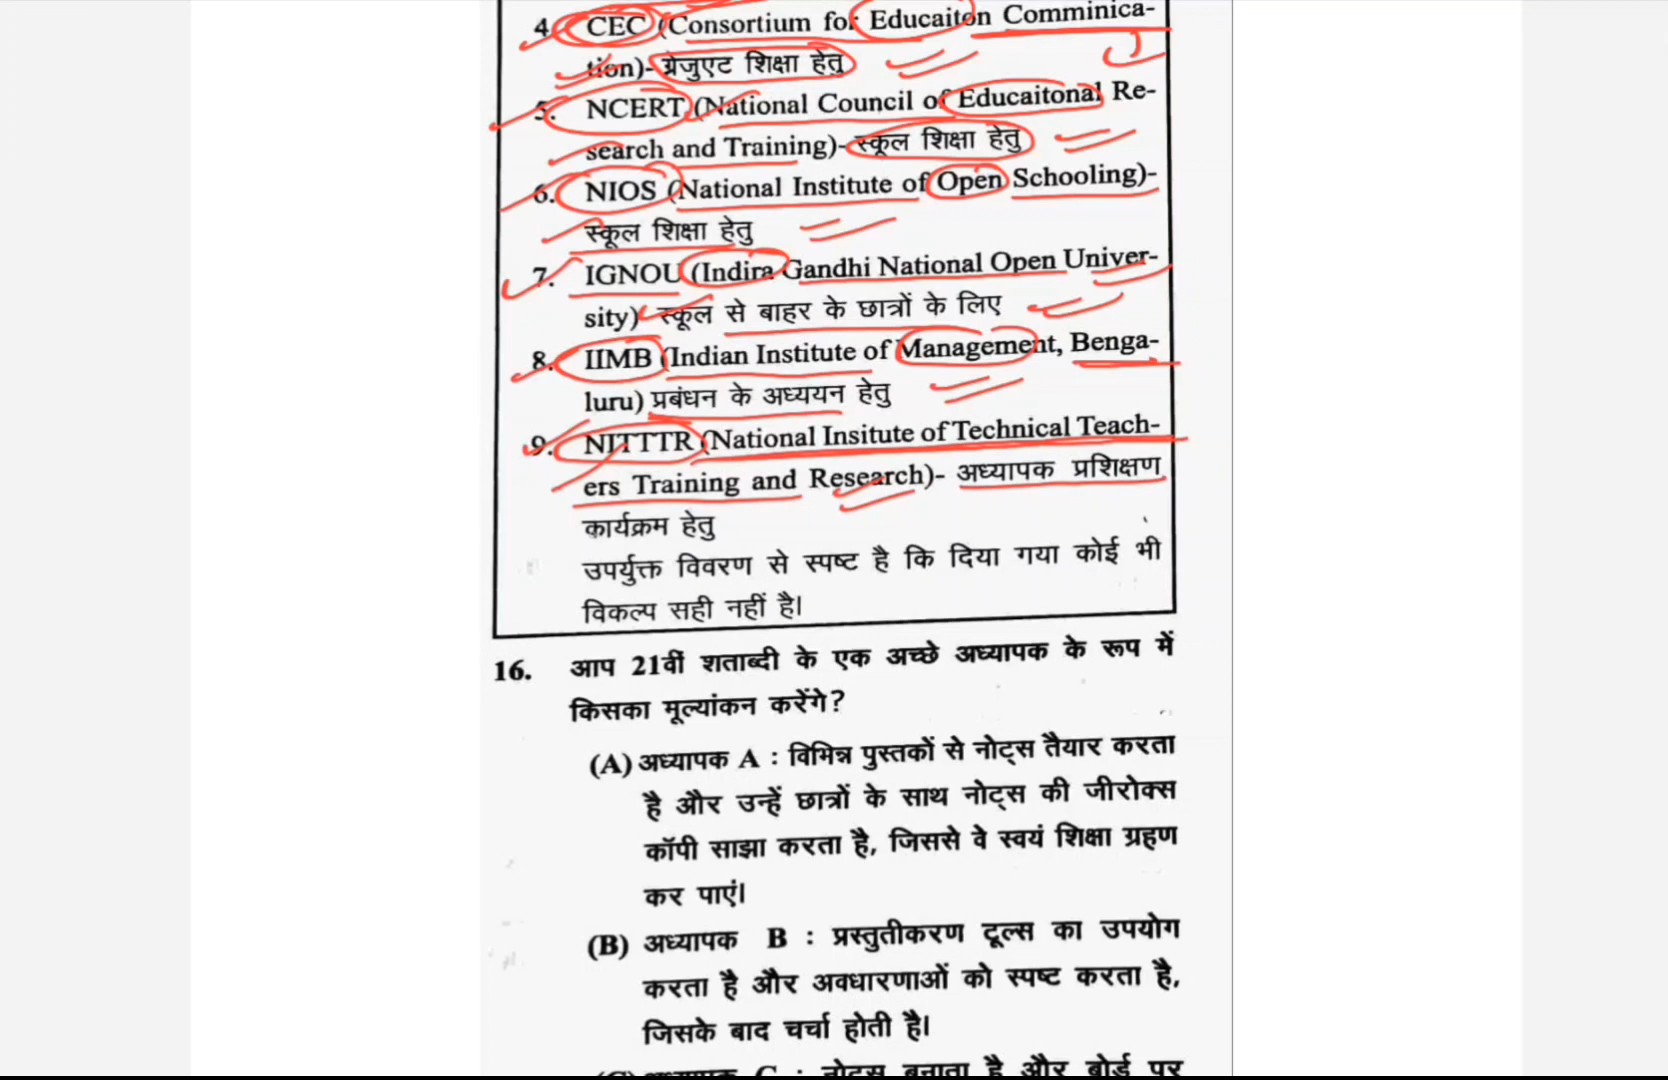 4. CEC (Consortium for Educaiton Comminica-
tion)- ग्रेजुएट शिक्षा हेतु
5. NCERT (National Council of Educaitonal Re-
search and Training)- स्कूल शिक्षा हेतु
6. NIOS (National Institute of Open Schooling)-
स्कूल शिक्षा हेतु
7. IGNOU (Indira Gandhi National Open Univer-
sity) स्कूल से बाहर के छात्रों के लिए
8. IIMB (Indian Institute of Management, Benga-
luru) प्रबंधन के अध्ययन हेतु
9. NITTTR (National Insitute of Technical Teach-
ers Training and Research)- अध्यापक प्रशिक्षण
कार्यक्रम हेतु
उपर्युक्त विवरण से स्पष्ट है कि दिया गया कोई भी
विकल्प सही नहीं है।
16. आप 21वीं शताब्दी के एक अच्छे अध्यापक के रूप में
किसका मूल्यांकन करेंगे?
(A) अध्यापक A : विभिन्न पुस्तकों से नोट्स तैयार करता
है और उन्हें छात्रों के साथ नोट्स की जीरोक्स
कॉपी साझा करता है, जिससे वे स्वयं शिक्षा ग्रहण
कर पाएं।
(B) अध्यापक B : प्रस्तुतीकरण टूल्स का उपयोग
करता है और अवधारणाओं को स्पष्ट करता है,
जिसके बाद चर्चा होती है।
(C) अध्यापक C : नोट्स बनाता है और बोर्ड पर